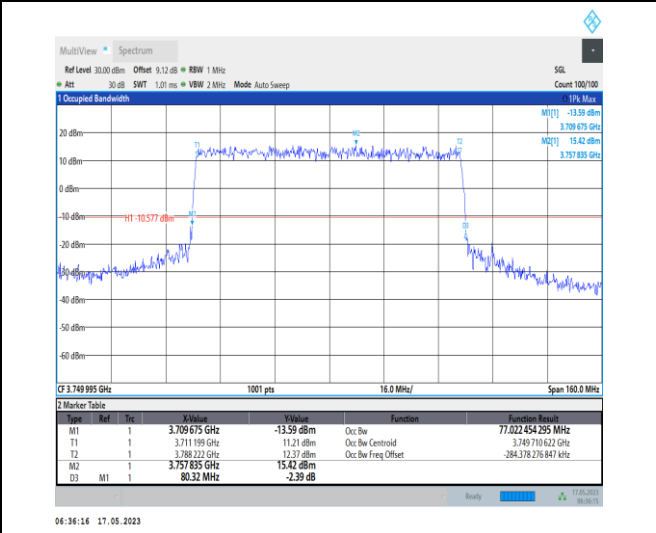 MultiView Spectrum
Ref Level 30.00 dBm Offset 9.12 dB RBW 1 MHz SGL
Att 30 dB SWT 1.01 ms VBW 2 MHz Mode Auto Sweep Count 100/100
1 Occupied Bandwidth 1Pk Max
M1[1] -13.59 dBm
3.709 675 GHz
M2[1] 15.42 dBm
3.757 835 GHz
20 dBm
T1 M2 T2
10 dBm
0 dBm
-10 dBm
H1 -10.577 dBm
M1
D3
-20 dBm
-30 dBm
-40 dBm
-50 dBm
-60 dBm
CF 3.749 995 GHz 1001 pts 16.0 MHz/ Span 160.0 MHz
2 Marker Table
Type Ref Trc X-Value Y-Value Function Function Result
M1 1 3.709 675 GHz -13.59 dBm Occ Bw 77.022 454 295 MHz
T1 1 3.711 199 GHz 11.21 dBm Occ Bw Centroid 3.749 710 622 GHz
T2 1 3.788 222 GHz 12.37 dBm Occ Bw Freq Offset -284.378 276 847 kHz
M2 1 3.757 835 GHz 15.42 dBm
D3 M1 1 80.32 MHz -2.39 dB
Ready 17.05.2023
06:36:15
06:36:16 17.05.2023